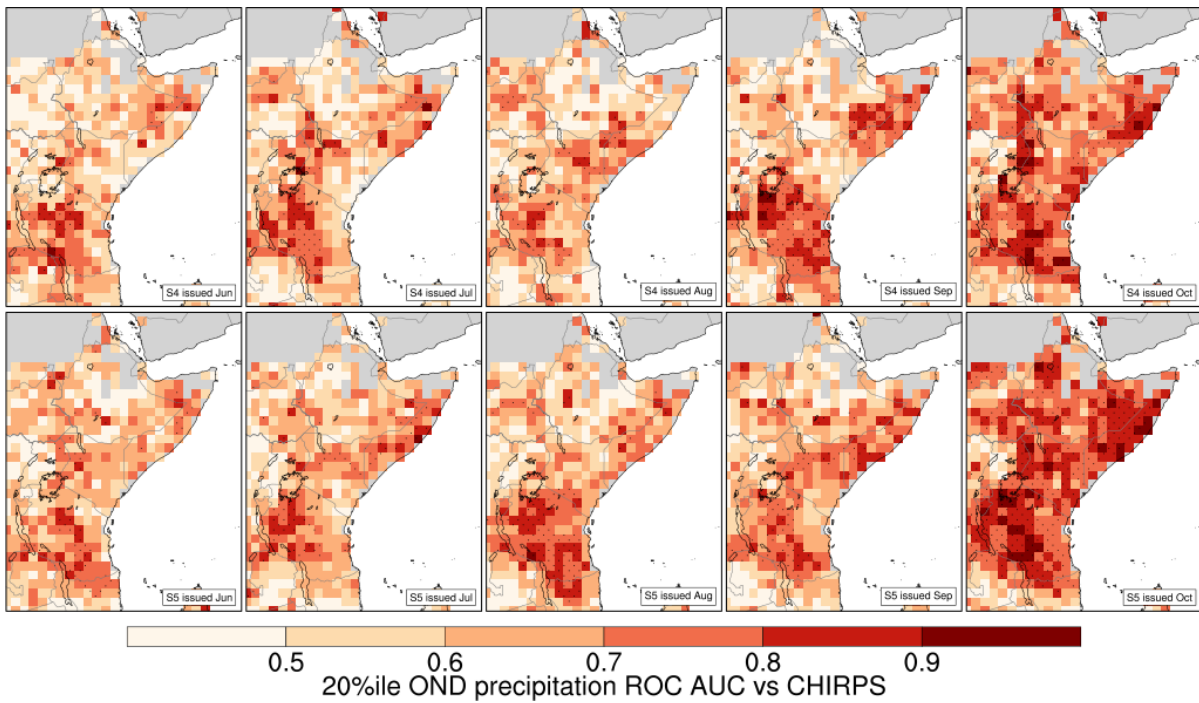 S4 issued Jun
S4 issued Jul
S4 issued Aug
S4 issued Sep
S4 issued Oct
S5 issued Jun
S5 issued Jul
S5 issued Aug
S5 issued Sep
S5 issued Oct
0.5 0.6 0.7 0.8 0.9
20%ile OND precipitation ROC AUC vs CHIRPS